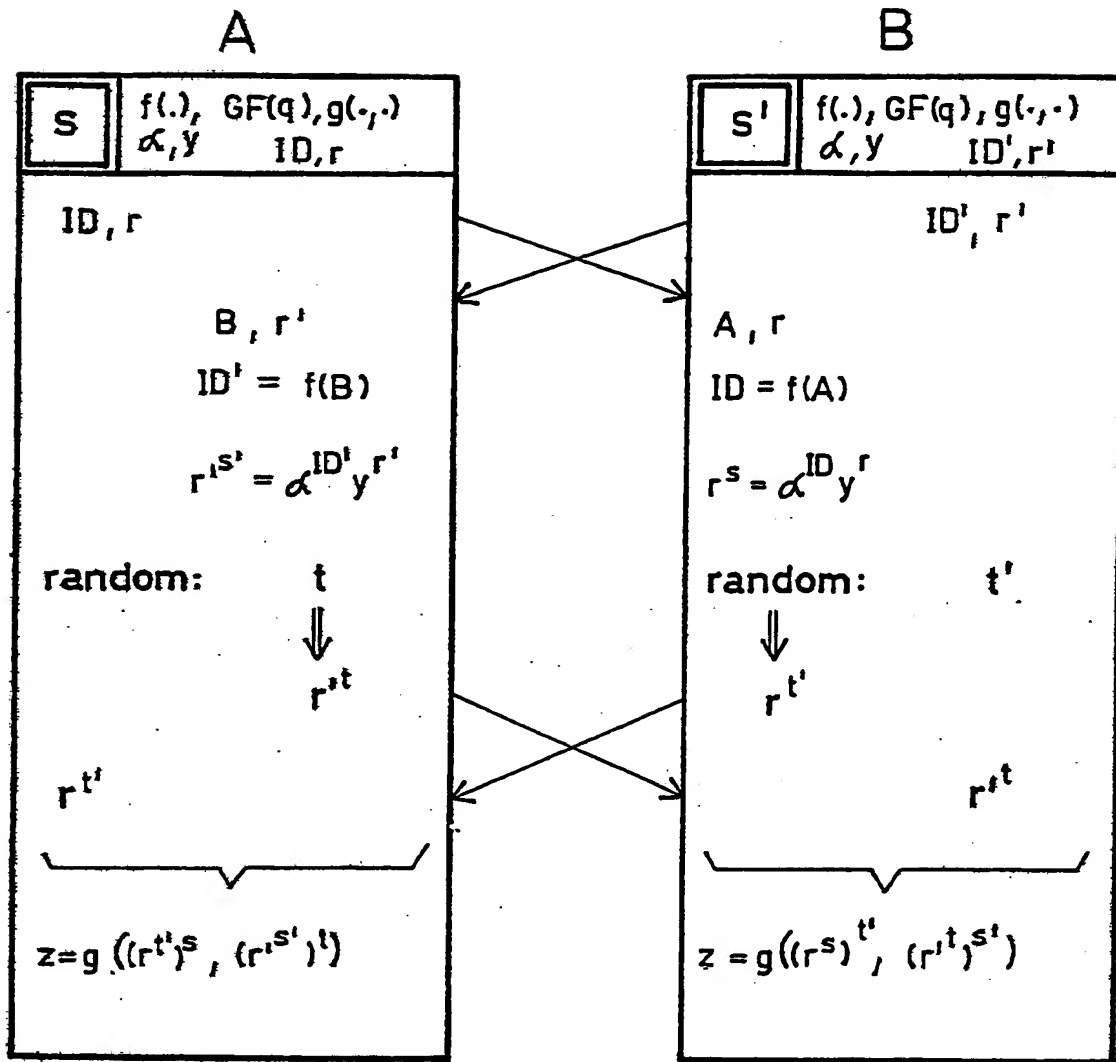 A
B
s
f(.), GF(q), g(·,·)
α, y ID, r
s'
f(.), GF(q), g(·,·)
α, y ID', r'
ID, r
ID', r'
B, r'
ID' = f(B)
r'^s' = α^ID' y^r'
random: t
⇓
r'^t
r^t'
z=g((r^t')^s, (r'^s')^t)
A, r
ID = f(A)
r^s = α^ID y^r
random: t'
⇓
r^t'
r'^t
z = g((r^s)^t', (r'^t)^s')